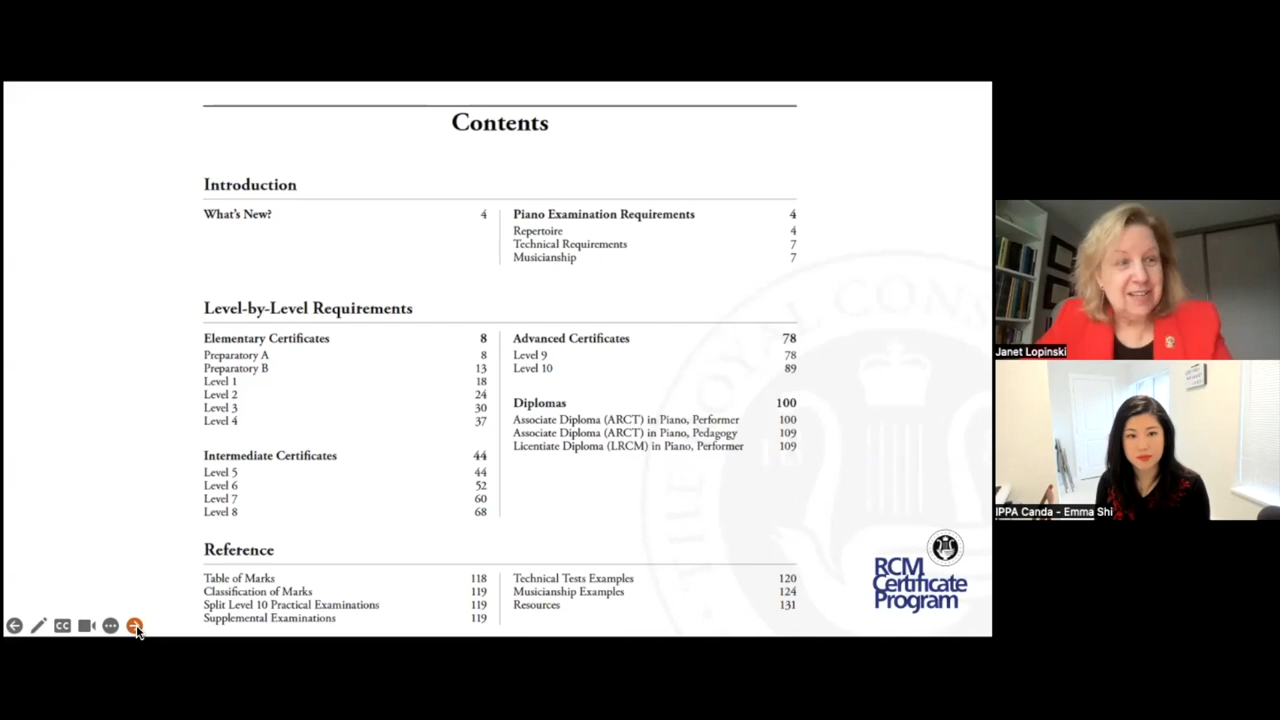 Contents
Introduction
What's New? 4
Piano Examination Requirements 4
Repertoire 4
Technical Requirements 7
Musicianship 7
Level-by-Level Requirements
Elementary Certificates 8
Preparatory A 8
Preparatory B 13
Level 1 18
Level 2 24
Level 3 30
Level 4 37
Intermediate Certificates 44
Level 5 44
Level 6 52
Level 7 60
Level 8 68
Advanced Certificates 78
Level 9 78
Level 10 89
Diplomas 100
Associate Diploma (ARCT) in Piano, Performer 100
Associate Diploma (ARCT) in Piano, Pedagogy 109
Licentiate Diploma (LRCM) in Piano, Performer 109
Reference
Table of Marks 118
Classification of Marks 119
Split Level 10 Practical Examinations 119
Supplemental Examinations 119
Technical Tests Examples 120
Musicianship Examples 124
Resources 131
THE ROYAL CONS
RCM
Certificate
Program
CC
Janet Lopinski
IPPA Canda - Emma Shi